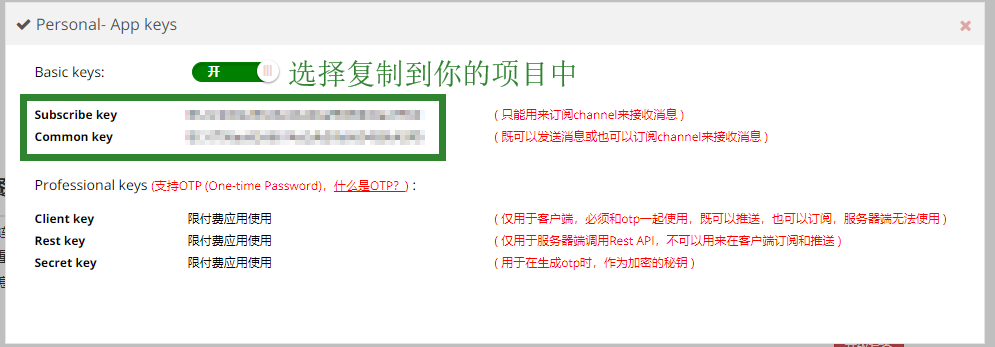 Personal- App keys
Basic keys: 开 选择复制到你的项目中
Subscribe key ( 只能用来订阅channel来接收消息 )
Common key ( 既可以发送消息或也可以订阅channel来接收消息 )
Professional keys (支持OTP (One-time Password)，什么是OTP？) :
Client key 限付费应用使用 ( 仅用于客户端，必须和otp一起使用，既可以推送，也可以订阅，服务器端无法使用 )
Rest key 限付费应用使用 ( 仅用于服务器端调用Rest API，不可以用来在客户端订阅和推送 )
Secret key 限付费应用使用 ( 用于在生成otp时，作为加密的秘钥 )